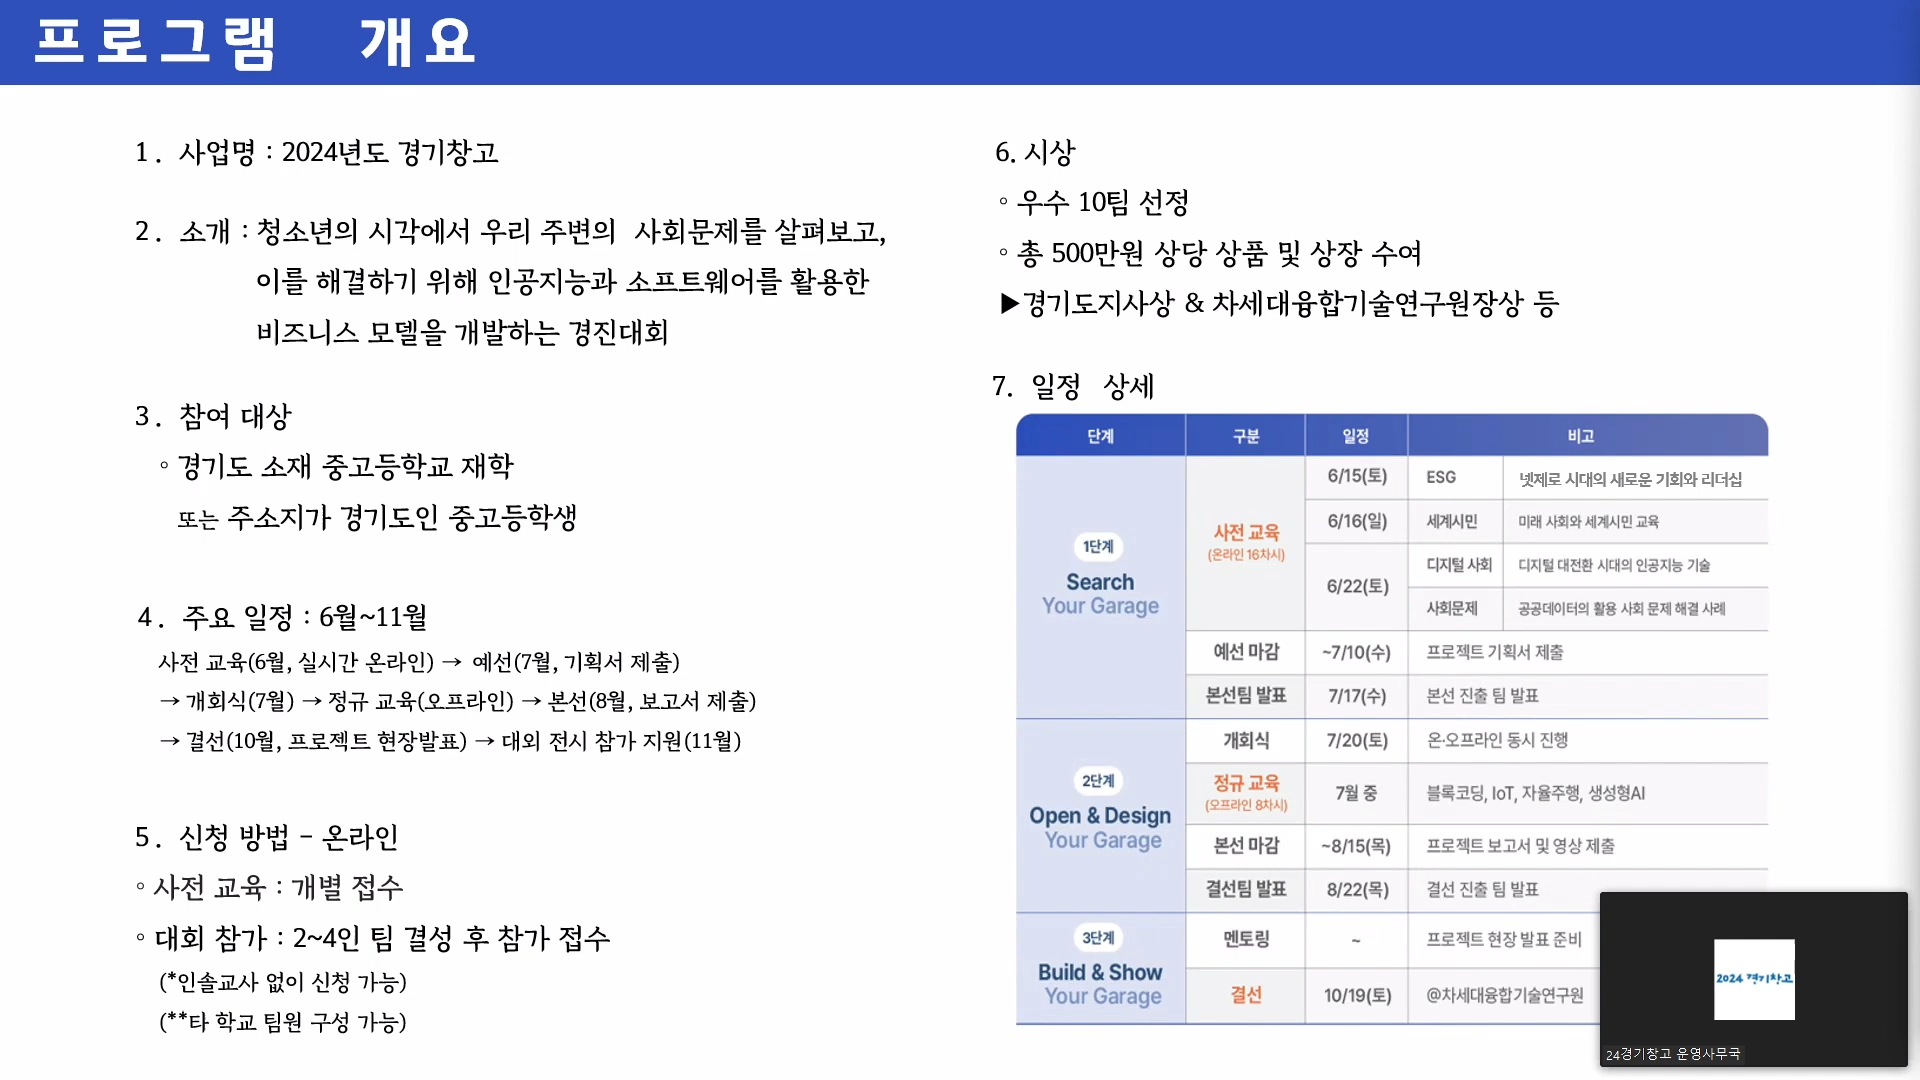 프로그램 개요
1. 사업명 : 2024년도 경기창고
2. 소개 : 청소년의 시각에서 우리 주변의 사회문제를 살펴보고,
이를 해결하기 위해 인공지능과 소프트웨어를 활용한
비즈니스 모델을 개발하는 경진대회
3. 참여 대상
◦ 경기도 소재 중고등학교 재학
또는 주소지가 경기도인 중고등학생
4. 주요 일정 : 6월~11월
사전 교육(6월, 실시간 온라인) → 예선(7월, 기획서 제출)
→ 개회식(7월) → 정규 교육(오프라인) → 본선(8월, 보고서 제출)
→ 결선(10월, 프로젝트 현장발표) → 대외 전시 참가 지원(11월)
5. 신청 방법 – 온라인
◦ 사전 교육 : 개별 접수
◦ 대회 참가 : 2~4인 팀 결성 후 참가 접수
(*인솔교사 없이 신청 가능)
(**타 학교 팀원 구성 가능)
6. 시상
◦ 우수 10팀 선정
◦ 총 500만원 상당 상품 및 상장 수여
▶경기도지사상 & 차세대융합기술연구원장상 등
7. 일정 상세
단계 구분 일정 비고
1단계
Search
Your Garage
사전 교육
(온라인 16차시)
6/15(토) ESG 넷제로 시대의 새로운 기회와 리더십
6/16(일) 세계시민 미래 사회와 세계시민 교육
6/22(토) 디지털 사회 디지털 대전환 시대의 인공지능 기술
사회문제 공공데이터의 활용 사회 문제 해결 사례
예선 마감 ~7/10(수) 프로젝트 기획서 제출
본선팀 발표 7/17(수) 본선 진출 팀 발표
2단계
Open & Design
Your Garage
개회식 7/20(토) 온·오프라인 동시 진행
정규 교육
(오프라인 8차시)
7월 중 블록코딩, IoT, 자율주행, 생성형AI
본선 마감 ~8/15(목) 프로젝트 보고서 및 영상 제출
결선팀 발표 8/22(목) 결선 진출 팀 발표
3단계
Build & Show
Your Garage
멘토링 ~ 프로젝트 현장 발표 준비
결선 10/19(토) @차세대융합기술연구원
2024 경기창고
24경기창고 운영사무국